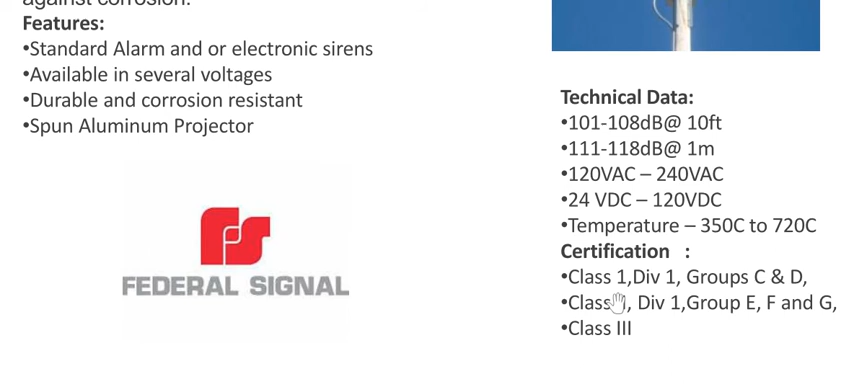 against corrosion.
Features:
•Standard Alarm and or electronic sirens
•Available in several voltages
•Durable and corrosion resistant
•Spun Aluminum Projector
FEDERAL SIGNAL
Technical Data:
•101-108dB@ 10ft
•111-118dB@ 1m
•120VAC – 240VAC
•24 VDC – 120VDC
•Temperature – 350C to 720C
Certification :
•Class 1,Div 1, Groups C & D,
•Class , Div 1,Group E, F and G,
•Class III